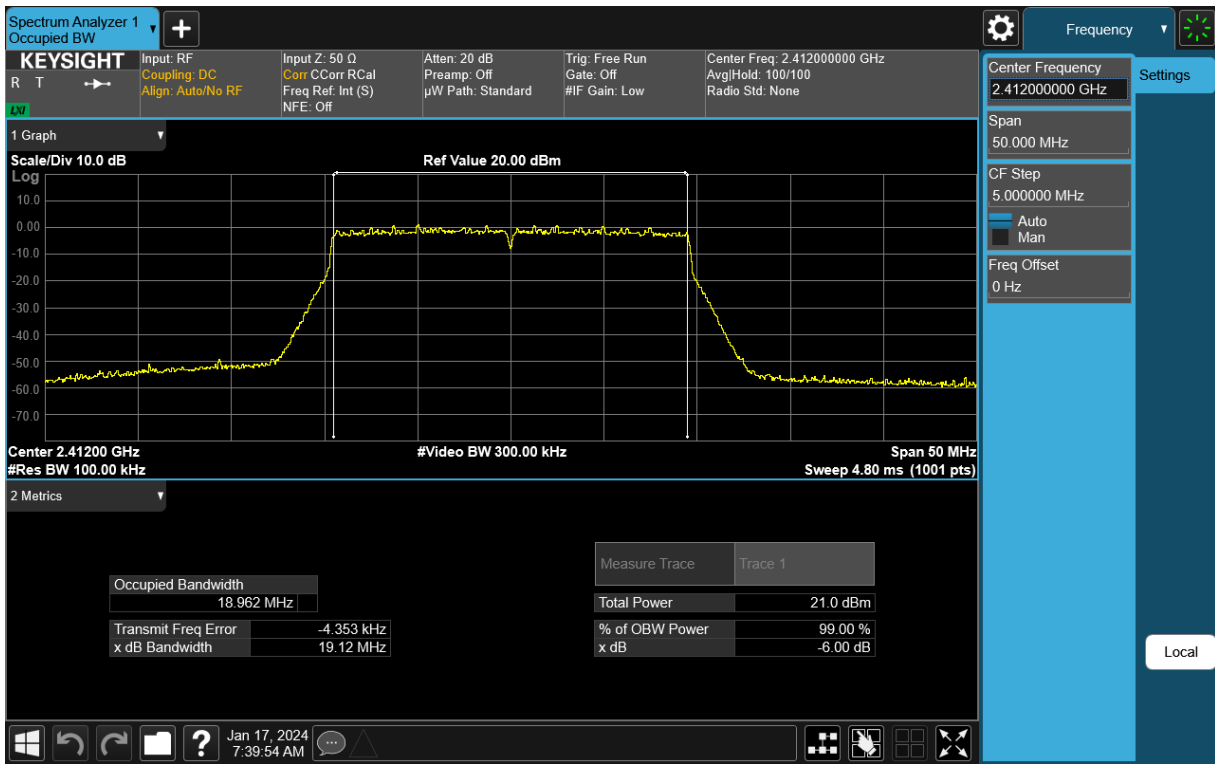 Spectrum Analyzer 1
Occupied BW
Frequency
KEYSIGHT
R T
LXI
Input: RF
Coupling: DC
Align: Auto/No RF
Input Z: 50 Ω
Corr CCorr RCal
Freq Ref: Int (S)
NFE: Off
Atten: 20 dB
Preamp: Off
µW Path: Standard
Trig: Free Run
Gate: Off
#IF Gain: Low
Center Freq: 2.412000000 GHz
Avg|Hold: 100/100
Radio Std: None
Center Frequency
2.412000000 GHz
Settings
Span
50.000 MHz
CF Step
5.000000 MHz
Auto
Man
Freq Offset
0 Hz
Local
1 Graph
Scale/Div 10.0 dB
Ref Value 20.00 dBm
Log
10.0
0.00
-10.0
-20.0
-30.0
-40.0
-50.0
-60.0
-70.0
Center 2.41200 GHz
#Video BW 300.00 kHz
Span 50 MHz
#Res BW 100.00 kHz
Sweep 4.80 ms (1001 pts)
2 Metrics
Measure Trace
Trace 1
Occupied Bandwidth
18.962 MHz
Total Power
21.0 dBm
Transmit Freq Error
-4.353 kHz
% of OBW Power
99.00 %
x dB Bandwidth
19.12 MHz
x dB
-6.00 dB
?
Jan 17, 2024
7:39:54 AM